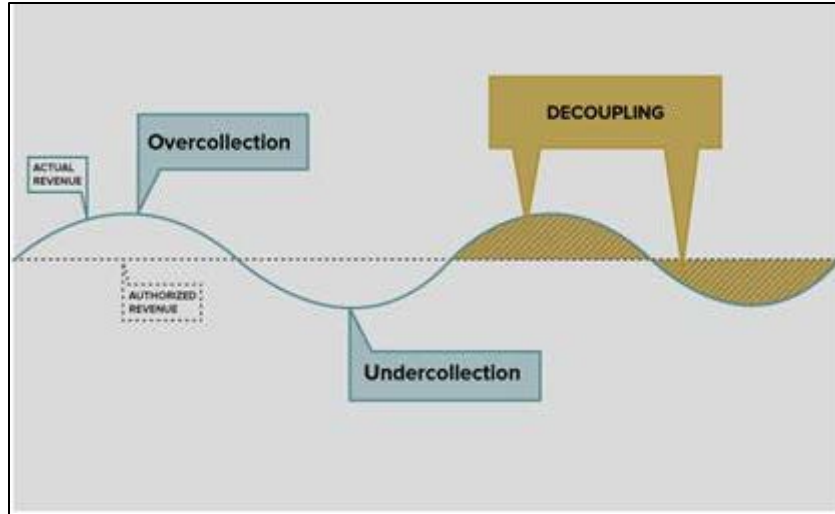 DECOUPLING
Overcollection
ACTUAL
REVENUE
AUTHORIZED
REVENUE
Undercollection